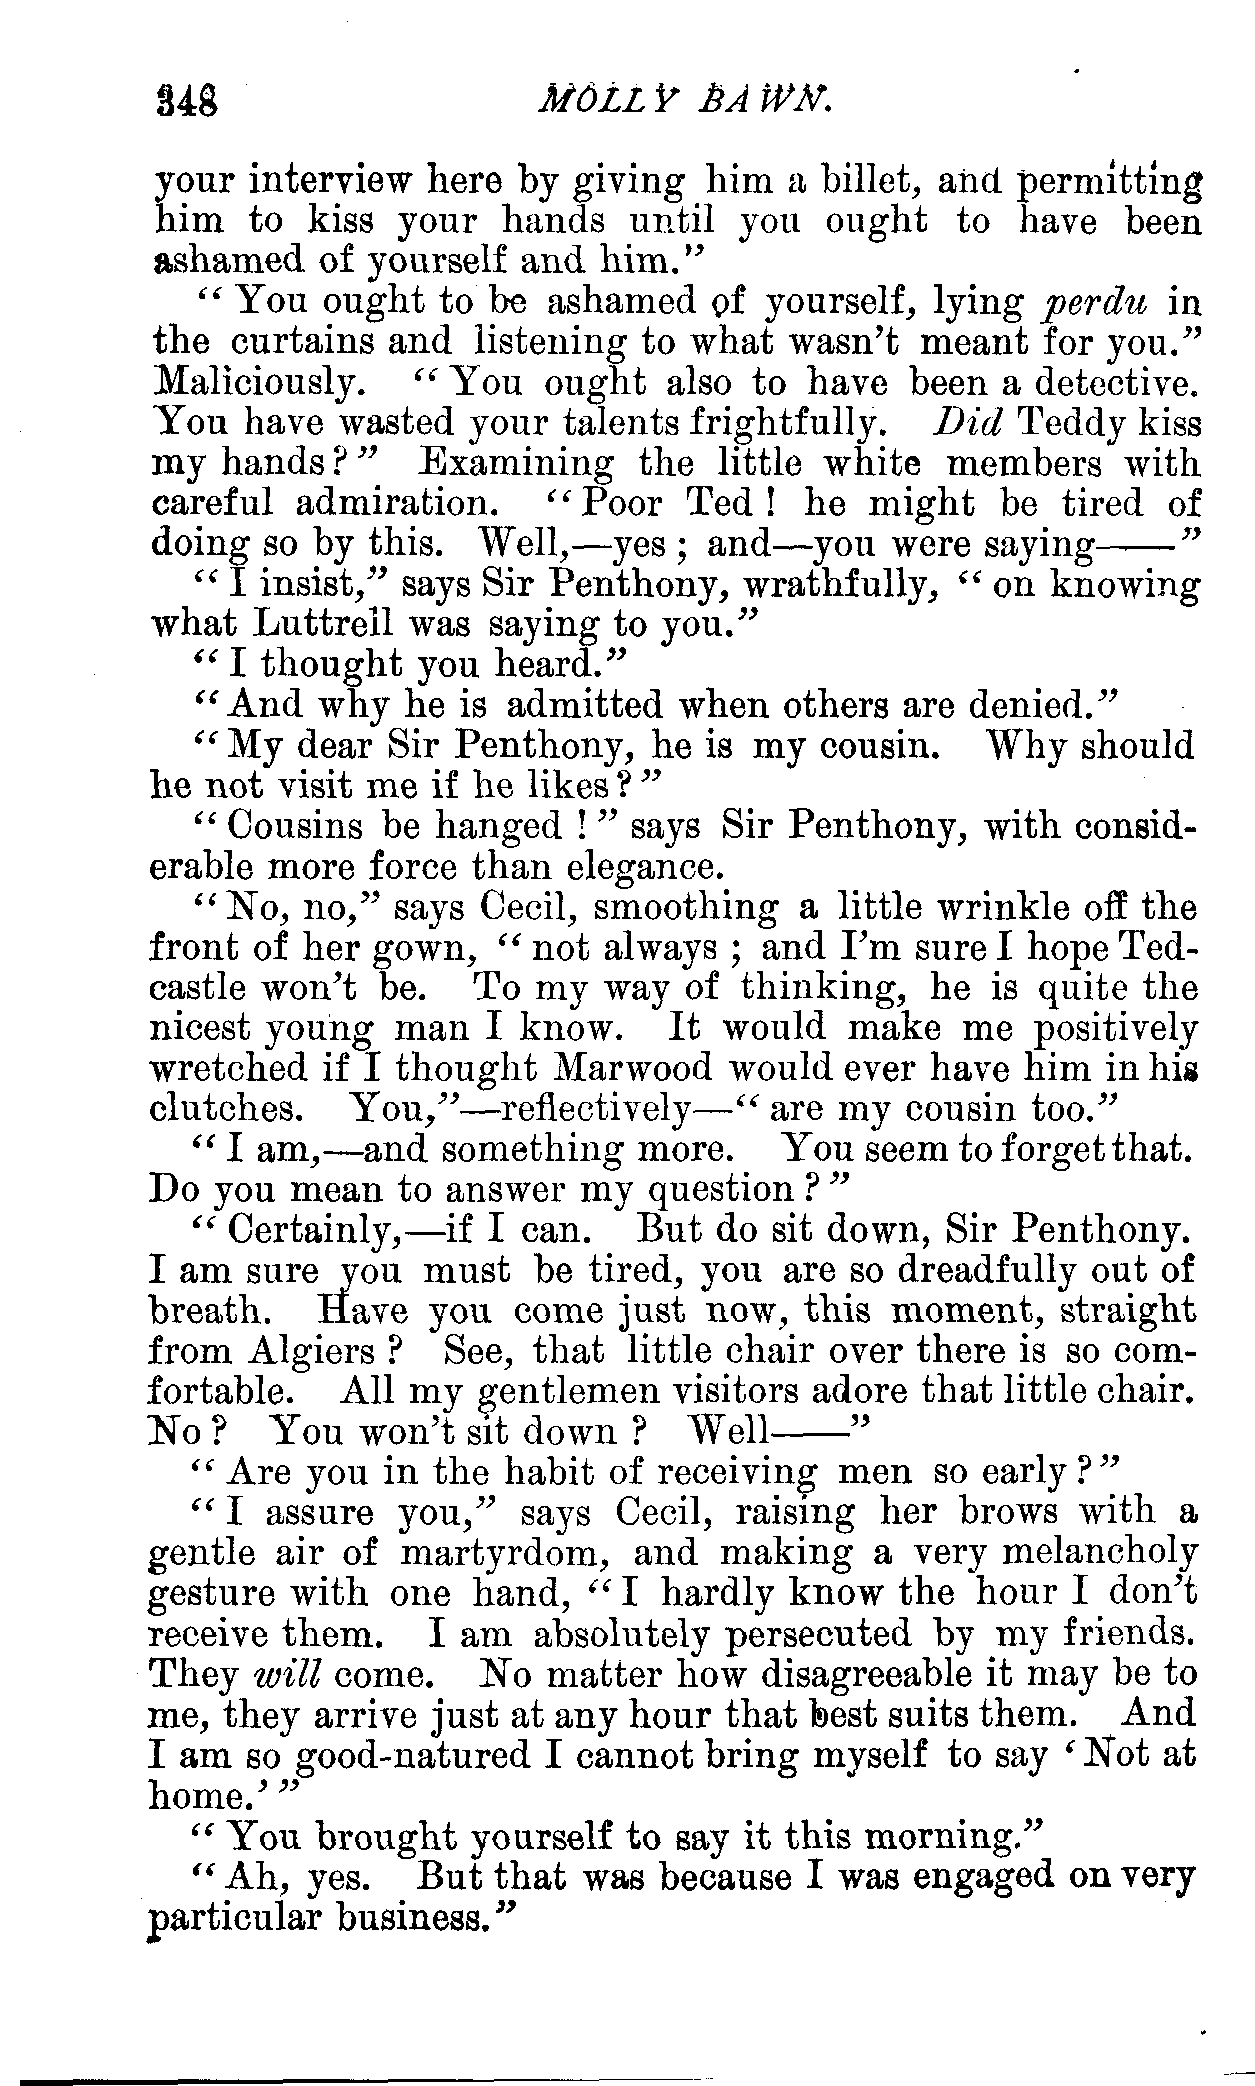 348 MOLLY BAWN.
your interview here by giving him a billet, and permitting
him to kiss your hands until you ought to have been
ashamed of yourself and him."
"You ought to be ashamed of yourself, lying perdu in
the curtains and listening to what wasn't meant for you."
Maliciously. "You ought also to have been a detective.
You have wasted your talents frightfully. Did Teddy kiss
my hands?" Examining the little white members with
careful admiration. "Poor Ted! he might be tired of
doing so by this. Well,—yes; and—you were saying——"
"I insist," says Sir Penthony, wrathfully, "on knowing
what Luttrell was saying to you."
"I thought you heard."
"And why he is admitted when others are denied."
"My dear Sir Penthony, he is my cousin. Why should
he not visit me if he likes?"
"Cousins be hanged!" says Sir Penthony, with consid-
erable more force than elegance.
"No, no," says Cecil, smoothing a little wrinkle off the
front of her gown, "not always; and I'm sure I hope Ted-
castle won't be. To my way of thinking, he is quite the
nicest young man I know. It would make me positively
wretched if I thought Marwood would ever have him in his
clutches. You,"—reflectively—"are my cousin too."
"I am,—and something more. You seem to forget that.
Do you mean to answer my question?"
"Certainly,—if I can. But do sit down, Sir Penthony.
I am sure you must be tired, you are so dreadfully out of
breath. Have you come just now, this moment, straight
from Algiers? See, that little chair over there is so com-
fortable. All my gentlemen visitors adore that little chair.
No? You won't sit down? Well——"
"Are you in the habit of receiving men so early?"
"I assure you," says Cecil, raising her brows with a
gentle air of martyrdom, and making a very melancholy
gesture with one hand, "I hardly know the hour I don't
receive them. I am absolutely persecuted by my friends.
They will come. No matter how disagreeable it may be to
me, they arrive just at any hour that best suits them. And
I am so good-natured I cannot bring myself to say 'Not at
home.'"
"You brought yourself to say it this morning."
"Ah, yes. But that was because I was engaged on very
particular business."